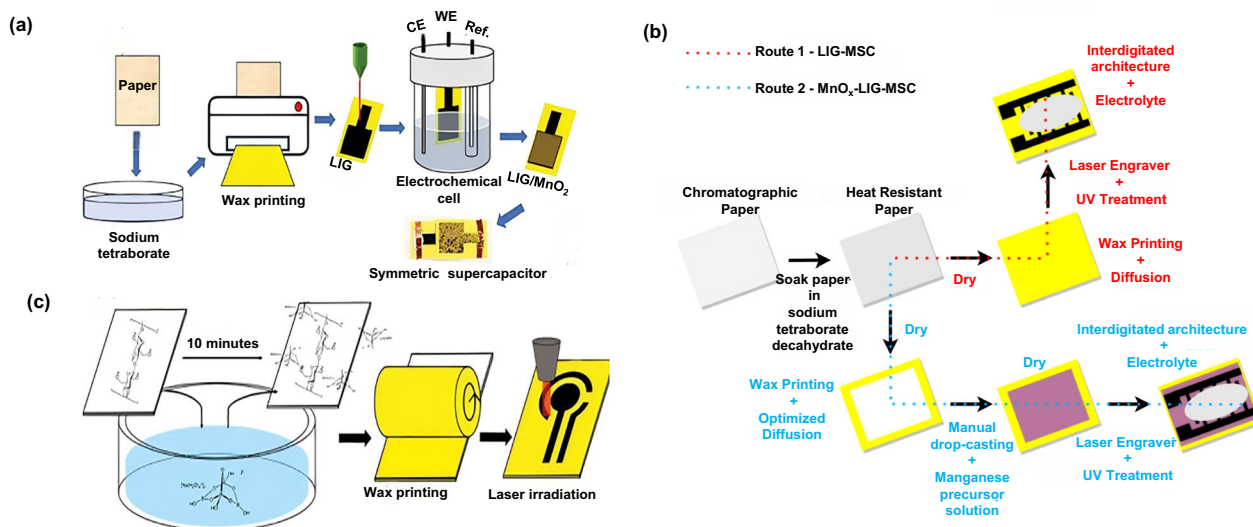 (a)
Paper
Sodium
tetraborate
Wax printing
LIG
CE
WE
Ref.
Electrochemical
cell
LIG/MnO2
Symmetric supercapacitor
(b)
Route 1 - LIG-MSC
Route 2 - MnOx-LIG-MSC
Interdigitated
architecture
+
Electrolyte
Laser Engraver
+
UV Treatment
Chromatographic
Paper
Heat Resistant
Paper
Soak paper
in
sodium
tetraborate
decahydrate
Dry
Wax Printing
+
Diffusion
Dry
Wax Printing
+
Optimized
Diffusion
Manual
drop-casting
+
Manganese
precursor
solution
Dry
Laser Engraver
+
UV Treatment
Interdigitated architecture
+
Electrolyte
(c)
10 minutes
Wax printing
Laser irradiation